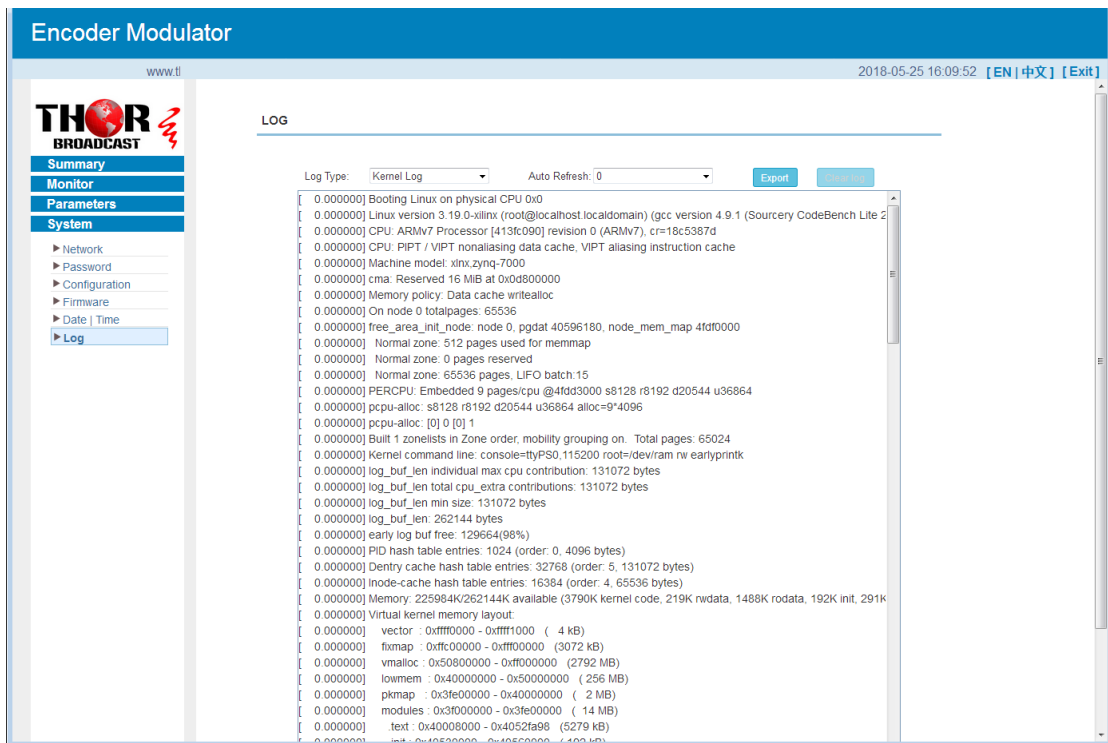 Encoder Modulator
www.tl
2018-05-25 16:09:52 [ EN | 中文 ] [ Exit ]
THOR
BROADCAST
Summary
Monitor
Parameters
System
Network
Password
Configuration
Firmware
Date | Time
Log
LOG
Log Type: Kernel Log Auto Refresh: 0 Export Clear log
[ 0.000000] Booting Linux on physical CPU 0x0
[ 0.000000] Linux version 3.19.0-xilinx (root@localhost.localdomain) (gcc version 4.9.1 (Sourcery CodeBench Lite 2
[ 0.000000] CPU: ARMv7 Processor [413fc090] revision 0 (ARMv7), cr=18c5387d
[ 0.000000] CPU: PIPT / VIPT nonaliasing data cache, VIPT aliasing instruction cache
[ 0.000000] Machine model: xlnx,zynq-7000
[ 0.000000] cma: Reserved 16 MiB at 0x0d800000
[ 0.000000] Memory policy: Data cache writealloc
[ 0.000000] On node 0 totalpages: 65536
[ 0.000000] free_area_init_node: node 0, pgdat 40596180, node_mem_map 4fdf0000
[ 0.000000] Normal zone: 512 pages used for memmap
[ 0.000000] Normal zone: 0 pages reserved
[ 0.000000] Normal zone: 65536 pages, LIFO batch:15
[ 0.000000] PERCPU: Embedded 9 pages/cpu @4fdd3000 s8128 r8192 d20544 u36864
[ 0.000000] pcpu-alloc: s8128 r8192 d20544 u36864 alloc=9*4096
[ 0.000000] pcpu-alloc: [0] 0 [0] 1
[ 0.000000] Built 1 zonelists in Zone order, mobility grouping on. Total pages: 65024
[ 0.000000] Kernel command line: console=ttyPS0,115200 root=/dev/ram rw earlyprintk
[ 0.000000] log_buf_len individual max cpu contribution: 131072 bytes
[ 0.000000] log_buf_len total cpu_extra contributions: 131072 bytes
[ 0.000000] log_buf_len min size: 131072 bytes
[ 0.000000] log_buf_len: 262144 bytes
[ 0.000000] early log buf free: 129664(98%)
[ 0.000000] PID hash table entries: 1024 (order: 0, 4096 bytes)
[ 0.000000] Dentry cache hash table entries: 32768 (order: 5, 131072 bytes)
[ 0.000000] Inode-cache hash table entries: 16384 (order: 4, 65536 bytes)
[ 0.000000] Memory: 225984K/262144K available (3790K kernel code, 219K rwdata, 1488K rodata, 192K init, 291K
[ 0.000000] Virtual kernel memory layout:
[ 0.000000] vector : 0xffff0000 - 0xffff1000 ( 4 kB)
[ 0.000000] fixmap : 0xffc00000 - 0xfff00000 (3072 kB)
[ 0.000000] vmalloc : 0x50800000 - 0xff000000 (2792 MB)
[ 0.000000] lowmem : 0x40000000 - 0x50000000 ( 256 MB)
[ 0.000000] pkmap : 0x3fe00000 - 0x40000000 ( 2 MB)
[ 0.000000] modules : 0x3f000000 - 0x3fe00000 ( 14 MB)
[ 0.000000] .text : 0x40008000 - 0x4052fa98 (5279 kB)
[ 0.000000] .init : 0x40530000 - 0x40560000 ( 192 kB)